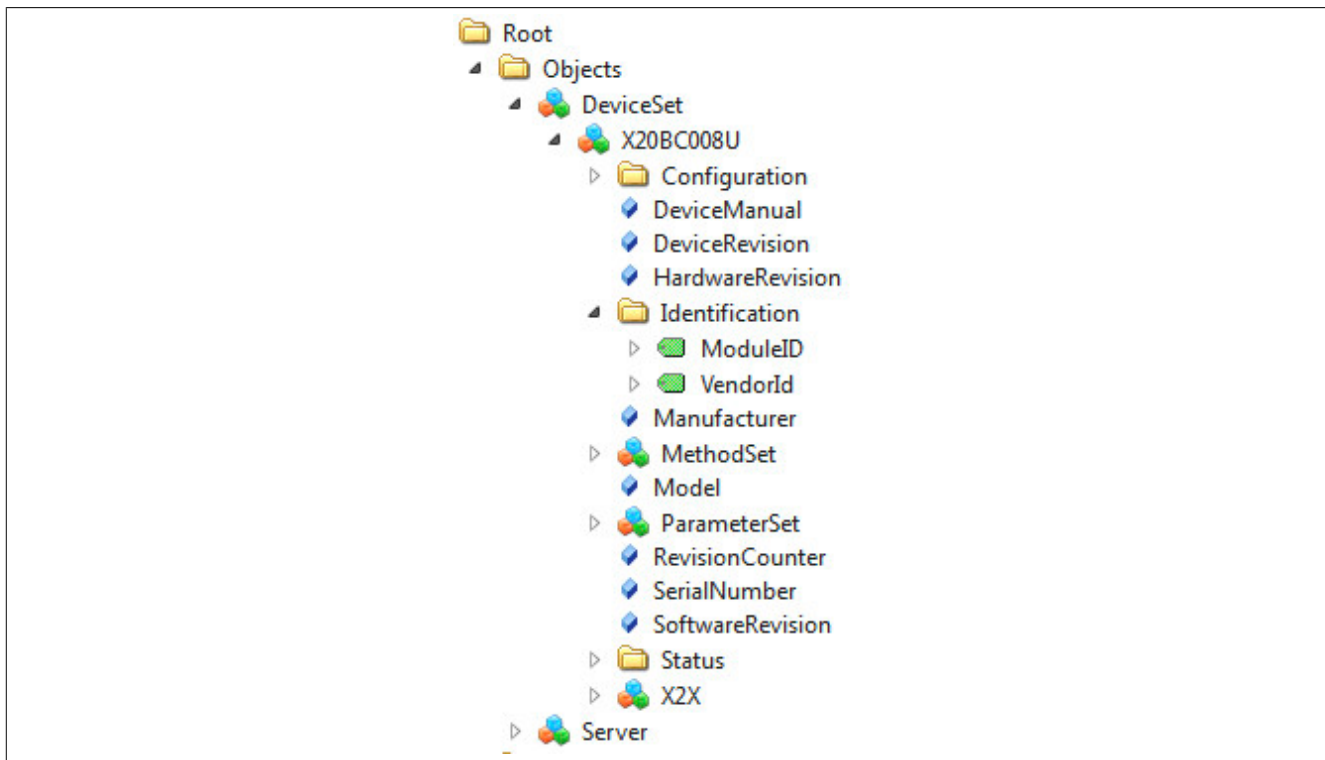 Root
Objects
DeviceSet
X20BC008U
Configuration
DeviceManual
DeviceRevision
HardwareRevision
Identification
ModuleID
VendorId
Manufacturer
MethodSet
Model
ParameterSet
RevisionCounter
SerialNumber
SoftwareRevision
Status
X2X
Server